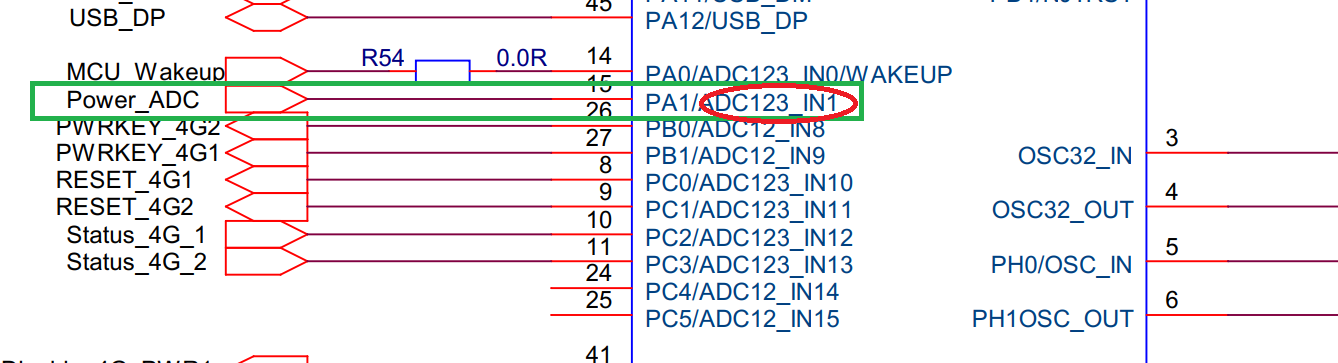 45
USB_DP
PA12/USB_DP
R54
0.0R
14
MCU_Wakeup
PA0/ADC123_IN0/WAKEUP
15
Power_ADC
PA1/ADC123_IN1
26
PWRKEY_4G2
PB0/ADC12_IN8
27
3
PWRKEY_4G1
PB1/ADC12_IN9
OSC32_IN
8
RESET_4G1
PC0/ADC123_IN10
9
4
RESET_4G2
PC1/ADC123_IN11
OSC32_OUT
10
Status_4G_1
PC2/ADC123_IN12
11
5
Status_4G_2
PC3/ADC123_IN13
PH0/OSC_IN
24
PC4/ADC12_IN14
25
6
PC5/ADC12_IN15
PH1OSC_OUT
41